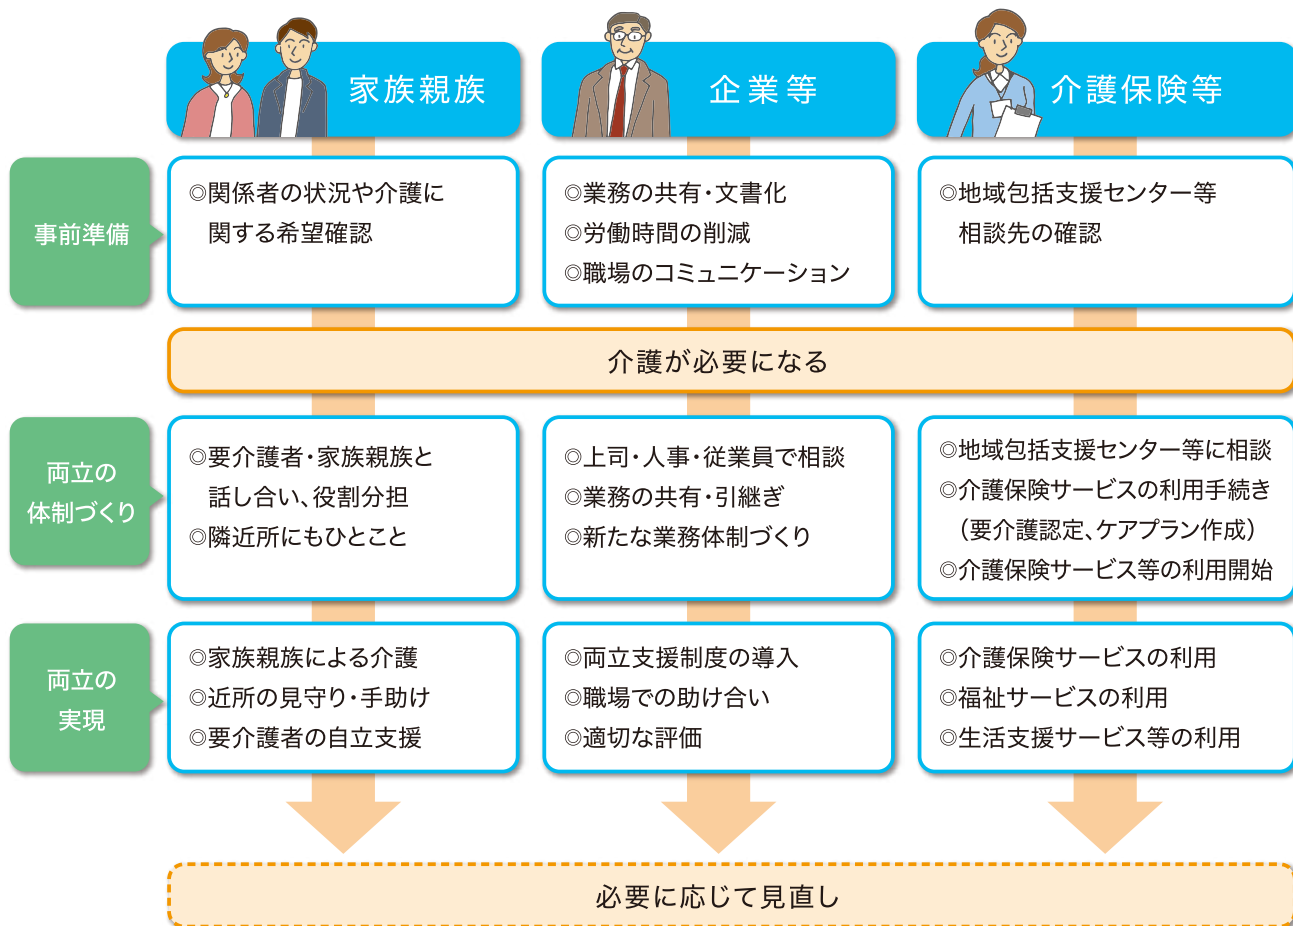 家族親族
企業等
介護保険等
事前準備
◎関係者の状況や介護に
関する希望確認
◎業務の共有・文書化
◎労働時間の削減
◎職場のコミュニケーション
◎地域包括支援センター等
相談先の確認
介護が必要になる
両立の
体制づくり
◎要介護者・家族親族と
話し合い、役割分担
◎隣近所にもひとこと
◎上司・人事・従業員で相談
◎業務の共有・引継ぎ
◎新たな業務体制づくり
◎地域包括支援センター等に相談
◎介護保険サービスの利用手続き
（要介護認定、ケアプラン作成）
◎介護保険サービス等の利用開始
両立の
実現
◎家族親族による介護
◎近所の見守り・手助け
◎要介護者の自立支援
◎両立支援制度の導入
◎職場での助け合い
◎適切な評価
◎介護保険サービスの利用
◎福祉サービスの利用
◎生活支援サービス等の利用
必要に応じて見直し